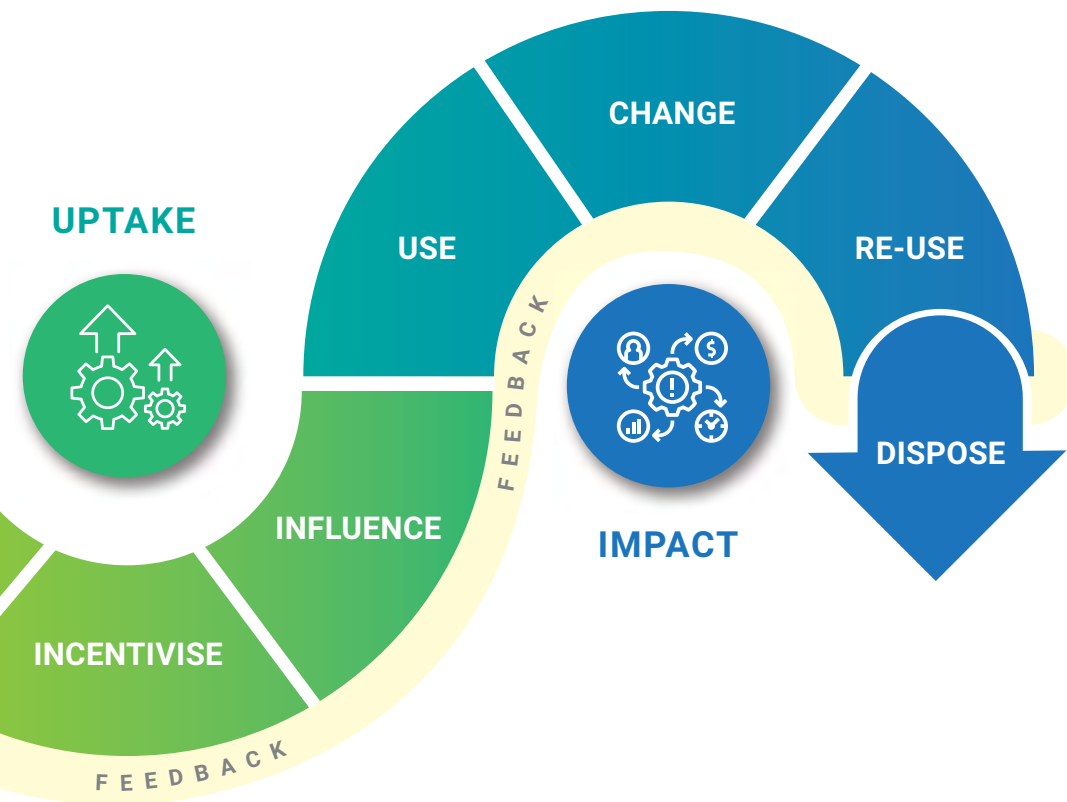 UPTAKE
INCENTIVISE
INFLUENCE
FEEDBACK
USE
CHANGE
RE-USE
FEEDBACK
IMPACT
$
!
DISPOSE